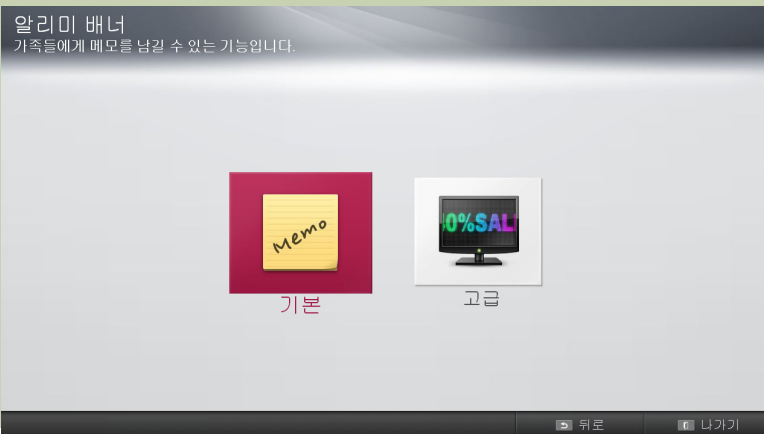 알리미 배너
가족들에게 메모를 남길 수 있는 기능입니다.
Memo
0%SAL
기본
고급
뒤로
나가기